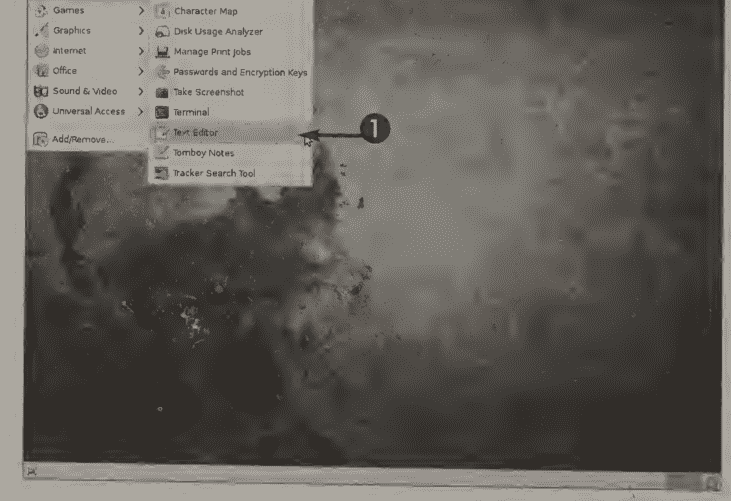 Games
Graphics
Internet
Office
Sound & Video
Universal Access
Add/Remove...
Character Map
Disk Usage Analyzer
Manage Print Jobs
Passwords and Encryption Keys
Take Screenshot
Terminal
Text Editor
Tomboy Notes
Tracker Search Tool
1